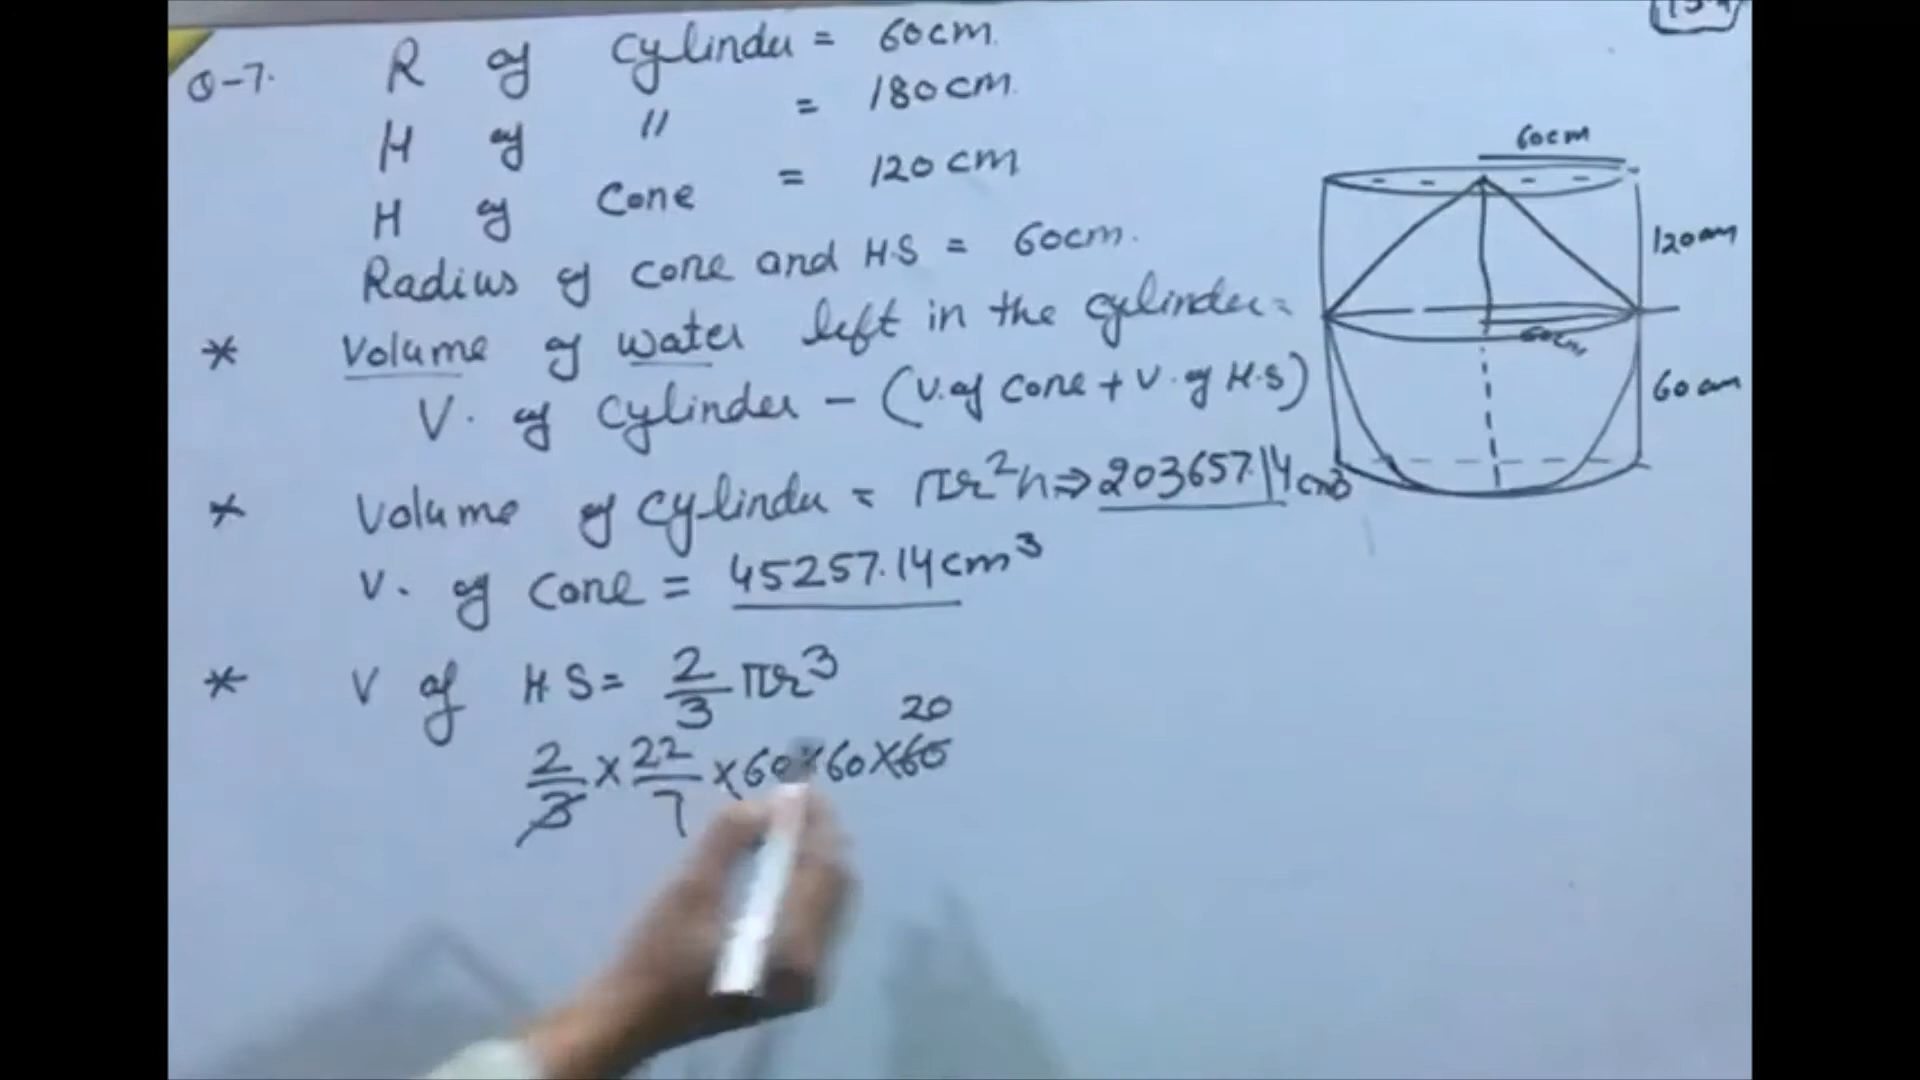 Q-7. R of Cylinder = 60cm.
H of " = 180cm.
H of Cone = 120cm
Radius of cone and H.S = 60cm.
* Volume of water left in the cylinder =
V. of Cylinder - (V.of Cone + V.of H.S)
* Volume of Cylinder = πr²h ⇒ 203657.14 cm3
V. of Cone = 45257.14cm³
* V of HS = 2/3 πr³
20
2/3 × 22/7 × 60 × 60 × 60
60cm
120cm
60cm
60cm